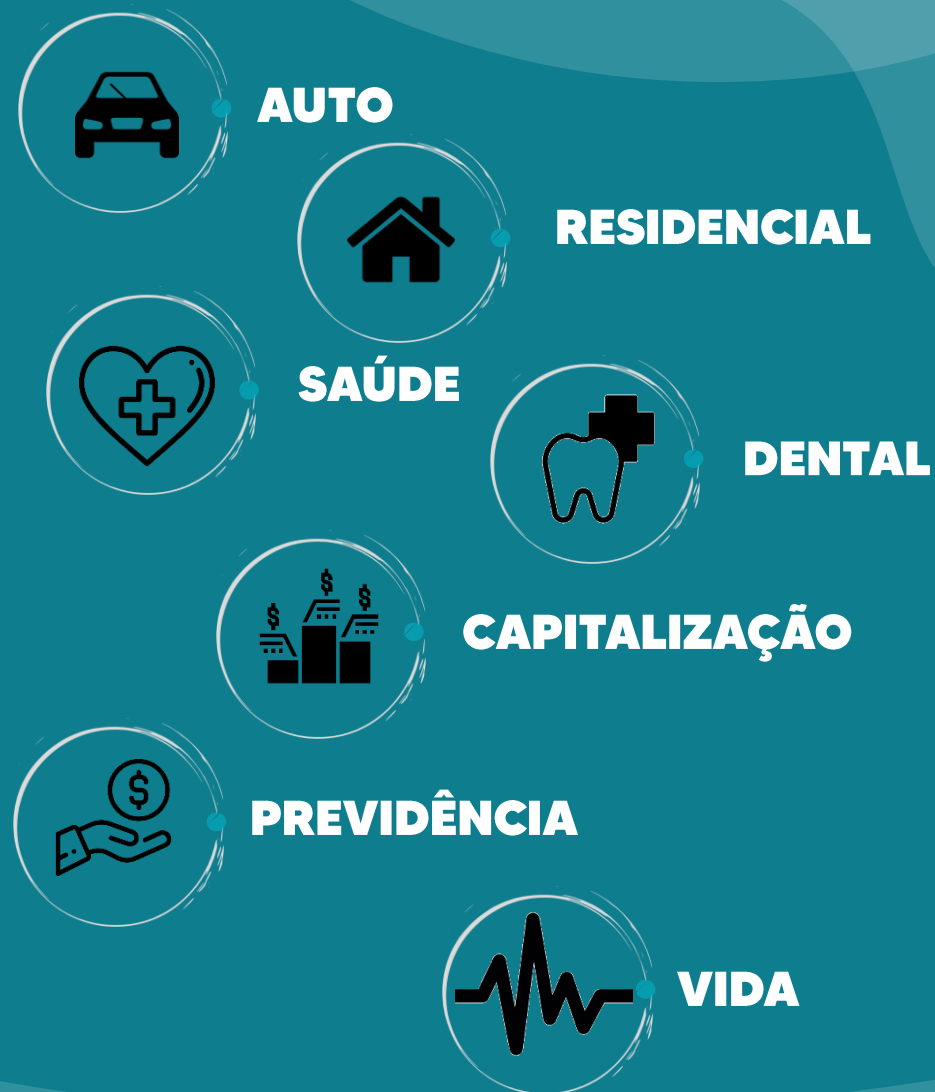 AUTO
RESIDENCIAL
SAÚDE
DENTAL
CAPITALIZAÇÃO
PREVIDÊNCIA
VIDA